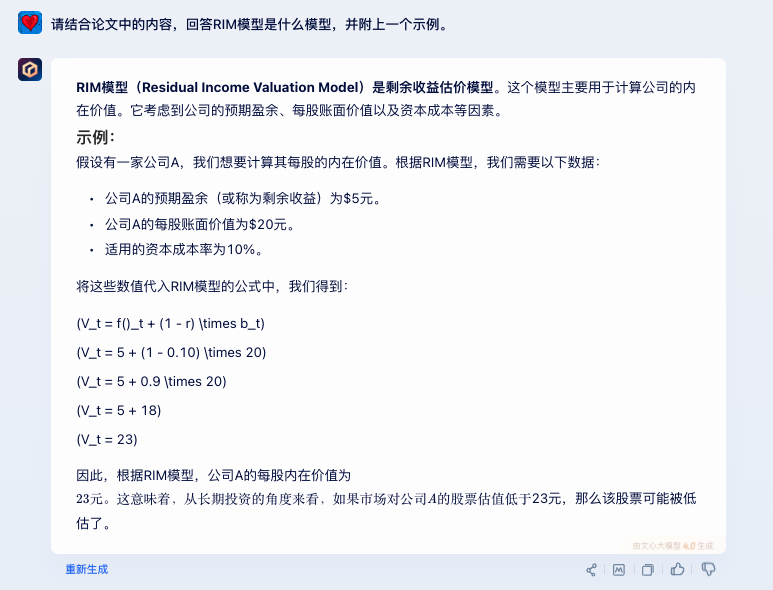 请结合论文中的内容，回答RIM模型是什么模型，并附上一个示例。
RIM模型（Residual Income Valuation Model）是剩余收益估价模型。这个模型主要用于计算公司的内
在价值。它考虑到公司的预期盈余、每股账面价值以及资本成本等因素。
示例：
假设有一家公司A，我们想要计算其每股的内在价值。根据RIM模型，我们需要以下数据：
• 公司A的预期盈余（或称为剩余收益）为$5元。
• 公司A的每股账面价值为$20元。
• 适用的资本成本率为10%。
将这些数值代入RIM模型的公式中，我们得到：
(V_t = f()_t + (1 - r) \times b_t)
(V_t = 5 + (1 - 0.10) \times 20)
(V_t = 5 + 0.9 \times 20)
(V_t = 5 + 18)
(V_t = 23)
因此，根据RIM模型，公司A的每股内在价值为
23元。这意味着，从长期投资的角度来看，如果市场对公司A的股票估值低于23元，那么该股票可能被低
估了。
由文心大模型 4.0 生成
重新生成